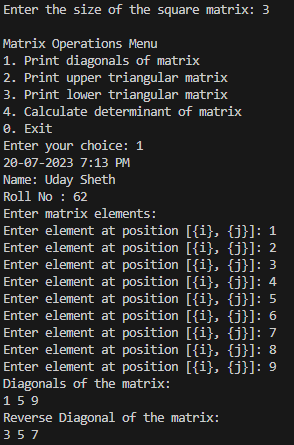 Enter the size of the square matrix: 3
Matrix Operations Menu
1. Print diagonals of matrix
2. Print upper triangular matrix
3. Print lower triangular matrix
4. Calculate determinant of matrix
0. Exit
Enter your choice: 1
20-07-2023 7:13 PM
Name: Uday Sheth
Roll No : 62
Enter matrix elements:
Enter element at position [{i}, {j}]: 1
Enter element at position [{i}, {j}]: 2
Enter element at position [{i}, {j}]: 3
Enter element at position [{i}, {j}]: 4
Enter element at position [{i}, {j}]: 5
Enter element at position [{i}, {j}]: 6
Enter element at position [{i}, {j}]: 7
Enter element at position [{i}, {j}]: 8
Enter element at position [{i}, {j}]: 9
Diagonals of the matrix:
1 5 9
Reverse Diagonal of the matrix:
3 5 7